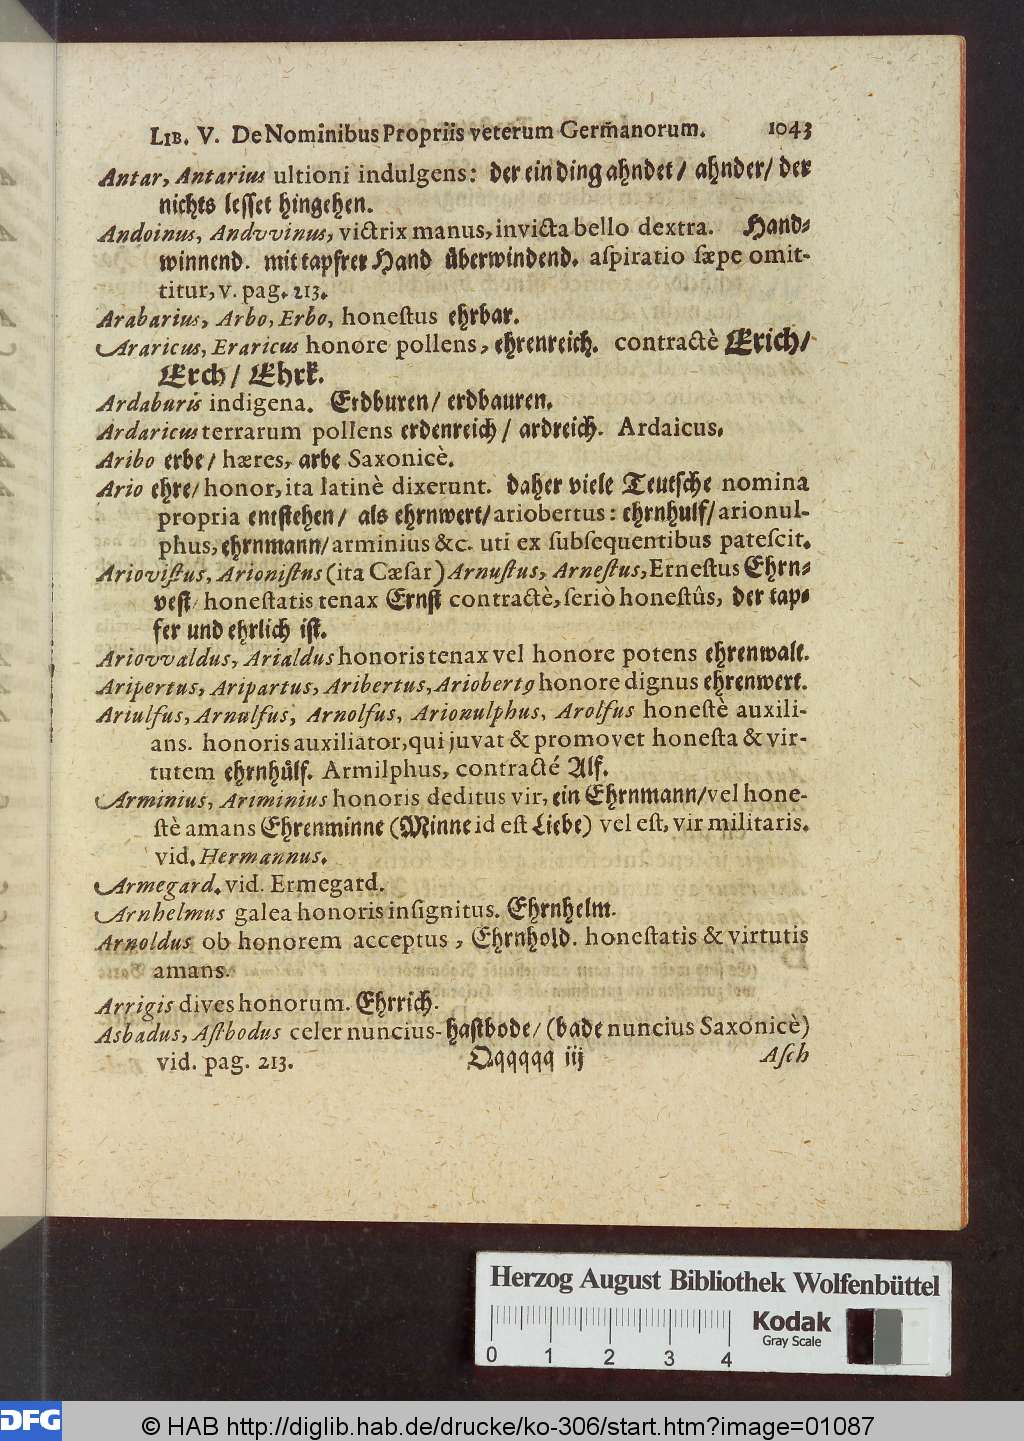 LIB. V. De Nominibus Propriis veterum Germanorum. 1043
Antar, Antarius ultioni indulgens: der ein ding ahndet / ahnder / der
nichts lesset hingehen.
Andoinus, Andvvinus, victrix manus, invicta bello dextra. Hand⸗
winnend. mit tapfrer Hand uͤberwindend. aſpiratio ſæpe omit-
titur, v. pag. 213.
Arabarius, Arbo, Erbo, honeſtus ehrbar.
Araricus, Eraricus honore pollens, ehrenreich. contractè Erich /
Erch / Ehrk.
Ardaburis indigena. Erdburen / erdbauren.
Ardaricus terrarum pollens erdenreich / ardreich. Ardaicus.
Aribo erbe / hæres, arbe Saxonicè.
Ario ehre / honor, ita latinè dixerunt. daher viele Teutſche nomina
propria entſtehen / als ehrnwert / ariobertus: ehrnhulf / arionul-
phus, ehrnmann / arminius &c. uti ex ſubſequentibus pateſcit.
Arioviſtus, Arioniſtus (ita Cæſar) Arnuſtus, Arneſtus, Erneſtus Ehrn⸗
veſt / honeſtatis tenax Ernſt contractè, ſeriò honeſtûs, der tap⸗
fer und ehrlich iſt.
Ariovvaldus, Arialdus honoris tenax vel honore potens ehrenwalt.
Aripertus, Aripartus, Aribertus, Ariobertꝰ honore dignus ehrenwert.
Ariulfus, Arnulfus, Arnolfus, Arionulphus, Arolfus honeſtè auxili-
ans. honoris auxiliator, qui juvat & promovet honeſta & vir-
tutem ehrnhuͤlf. Armilphus, contracté Alf.
Arminius, Ariminius honoris deditus vir, ein Ehrnmann / vel hone-
ſtè amans Ehrenminne (Minne id eſt Liebe) vel eſt, vir militaris.
vid. Hermannus.
Armegard. vid. Ermegard.
Arnhelmus galea honoris inſignitus. Ehrnhelm.
Arnoldus ob honorem acceptus, Ehrnhold. honeſtatis & virtutis
amans.
Arrigis dives honorum. Ehrrich.
Asbadus, Aſtbodus celer nuncius- haſtbode / (bade nuncius Saxonicè)
vid. pag. 213. Qqqqqq iij Aſch
Herzog August Bibliothek Wolfenbüttel
Kodak
Gray Scale
0 1 2 3 4
DFG © HAB http://diglib.hab.de/drucke/ko-306/start.htm?image=01087